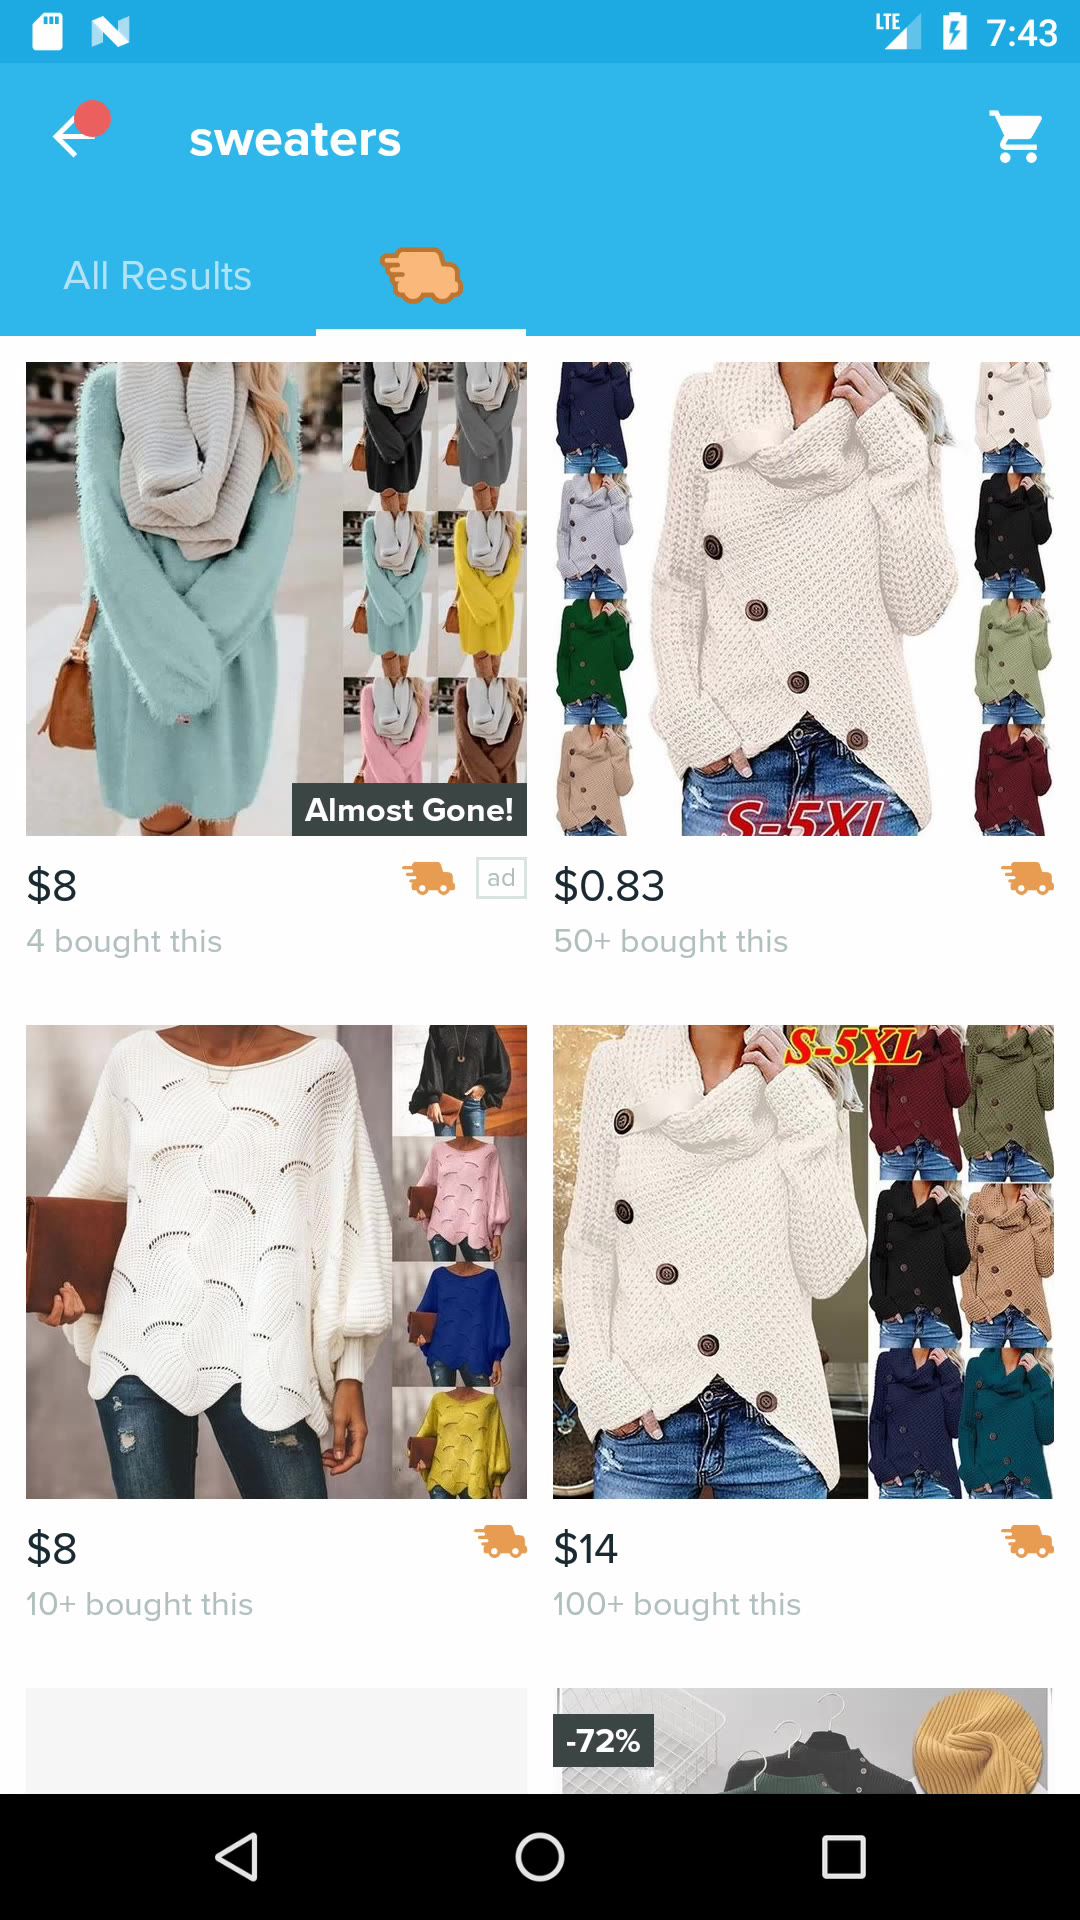 LTE 7:43
sweaters
All Results
Almost Gone!
S-5XL
$8 ad
4 bought this
$0.83
50+ bought this
S-5XL
$8
10+ bought this
$14
100+ bought this
-72%